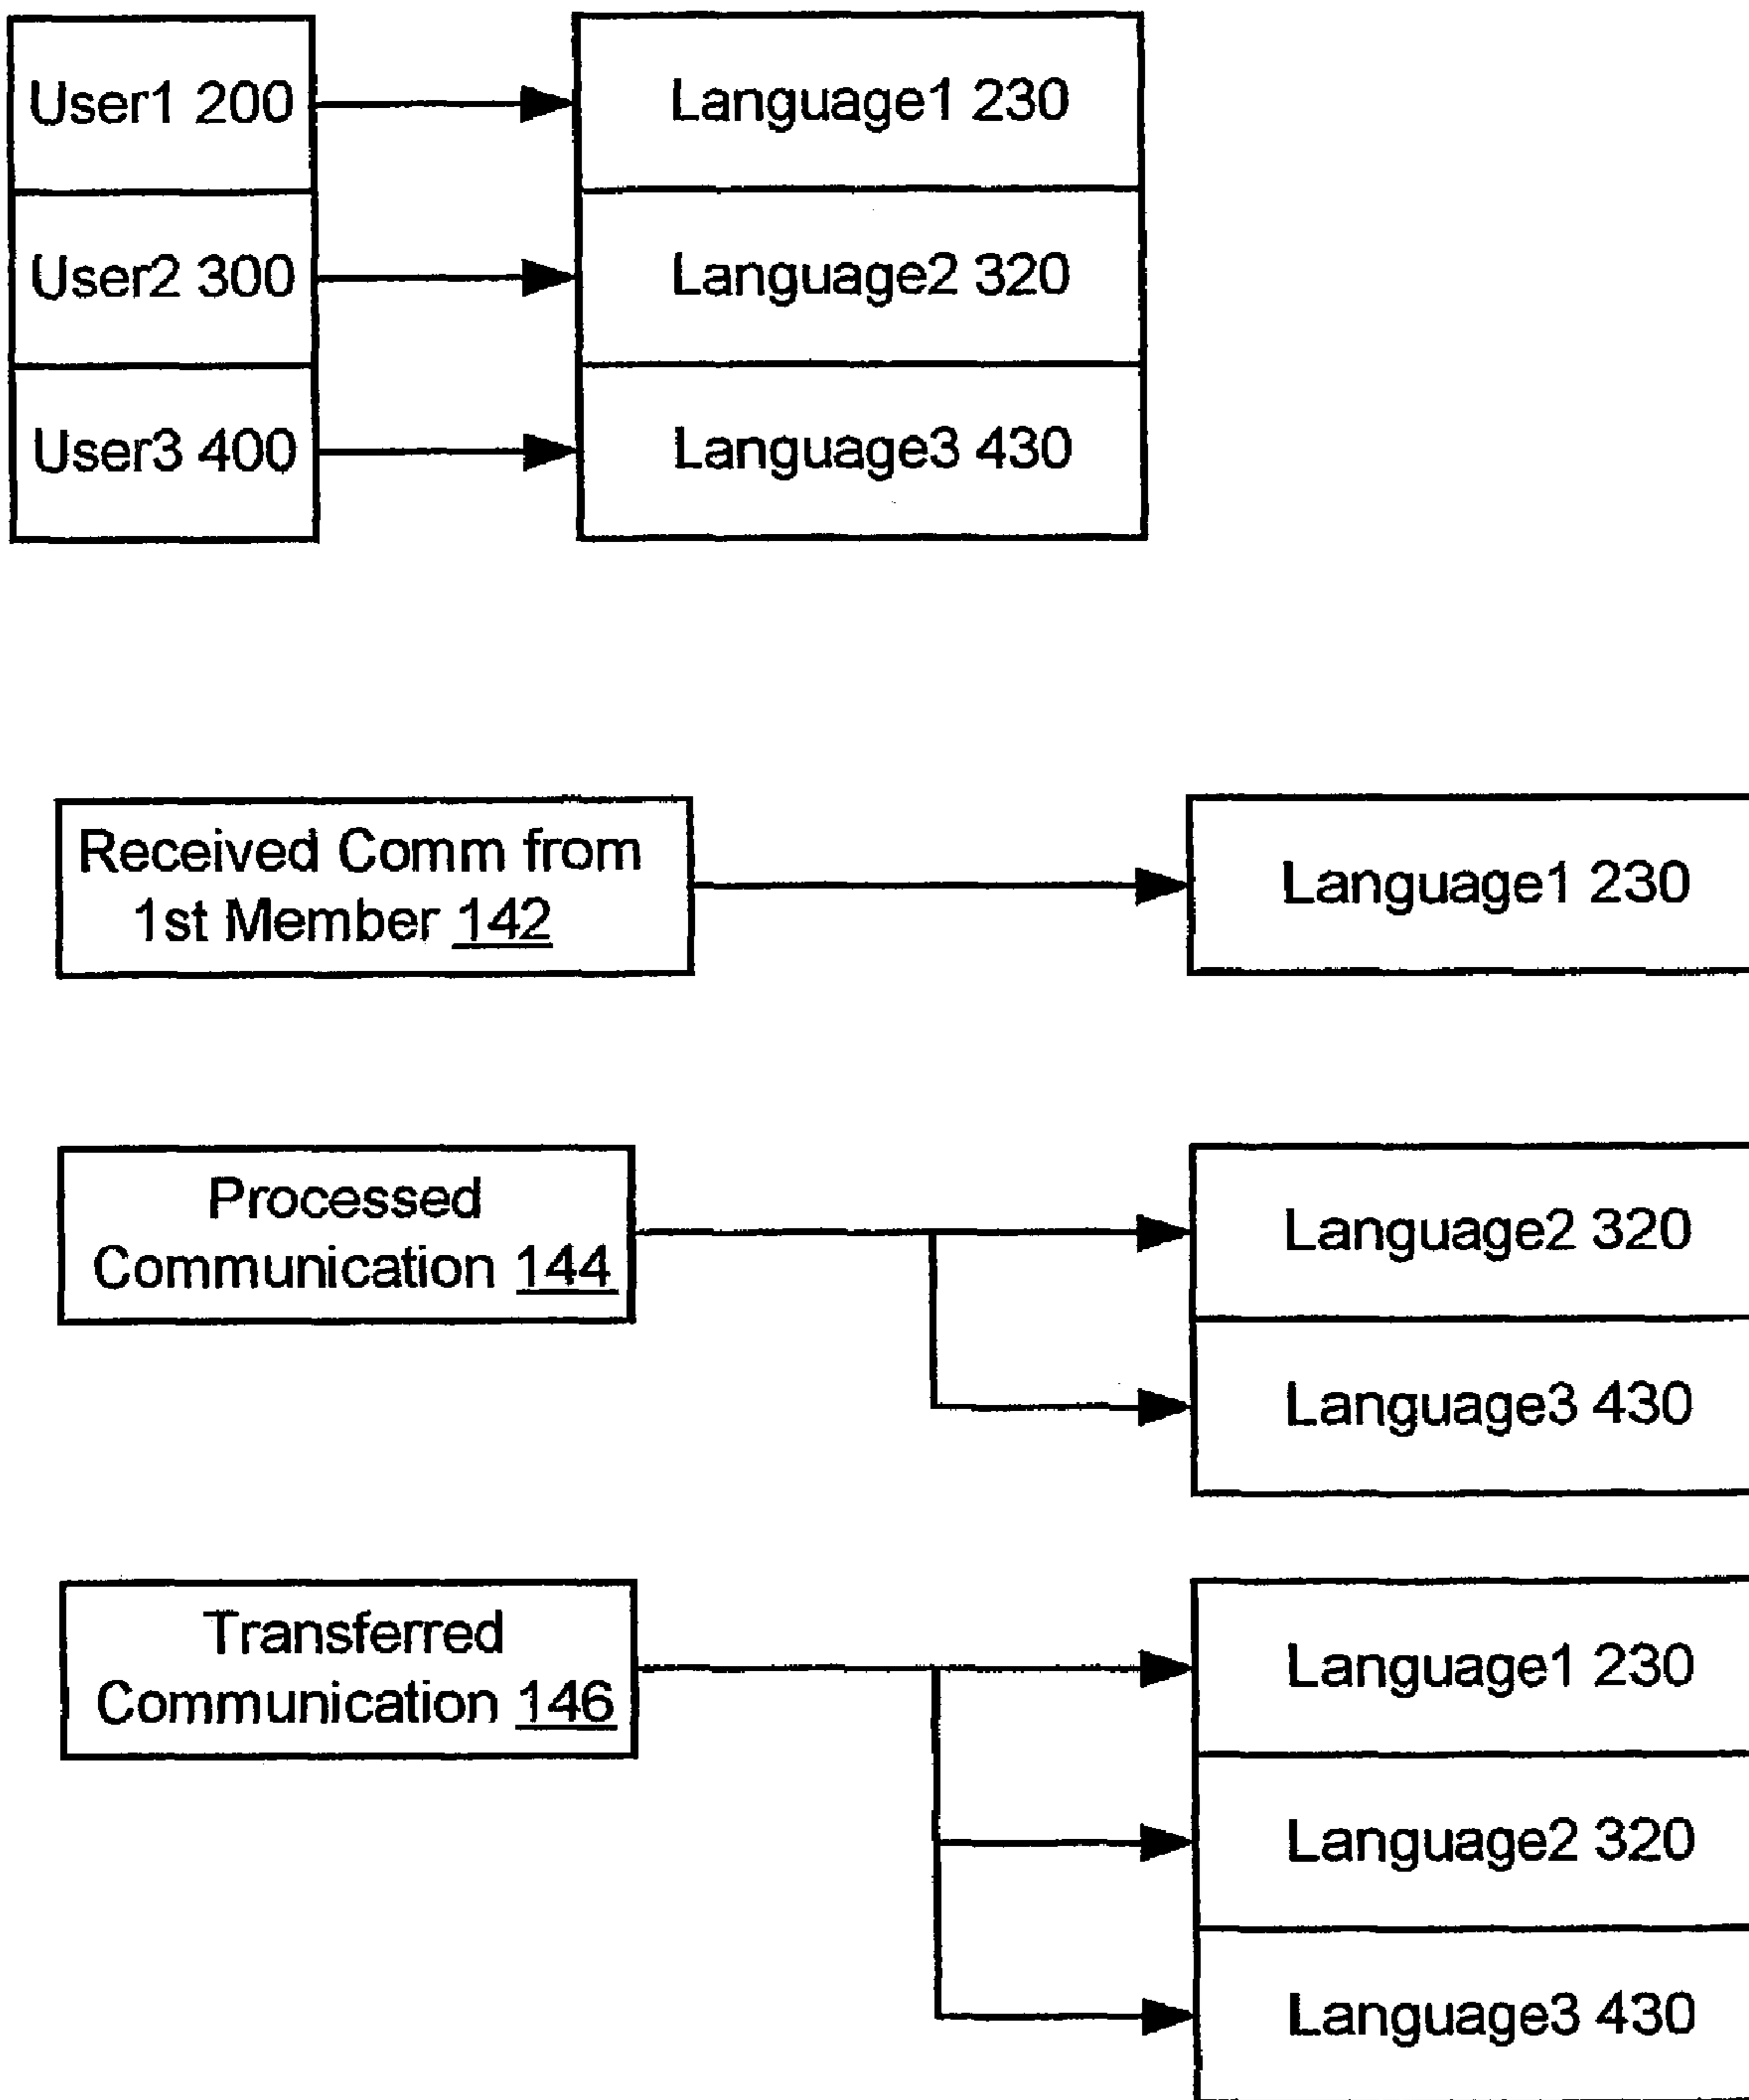 User1 200
Language1 230
User2 300
Language2 320
User3 400
Language3 430
Received Comm from
1st Member 142
Language1 230
Processed
Communication 144
Language2 320
Language3 430
Transferred
Communication 146
Language1 230
Language2 320
Language3 430